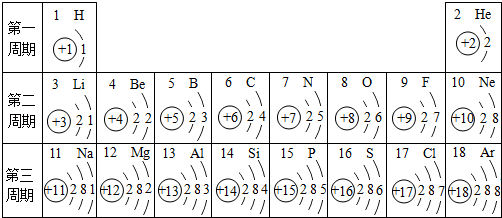 第一周期 1 H +1 1 2 He +2 2
第二周期 3 Li +3 2 1 4 Be +4 2 2 5 B +5 2 3 6 C +6 2 4 7 N +7 2 5 8 O +8 2 6 9 F +9 2 7 10 Ne +10 2 8
第三周期 11 Na +11 2 8 1 12 Mg +12 2 8 2 13 Al +13 2 8 3 14 Si +14 2 8 4 15 P +15 2 8 5 16 S +16 2 8 6 17 Cl +17 2 8 7 18 Ar +18 2 8 8